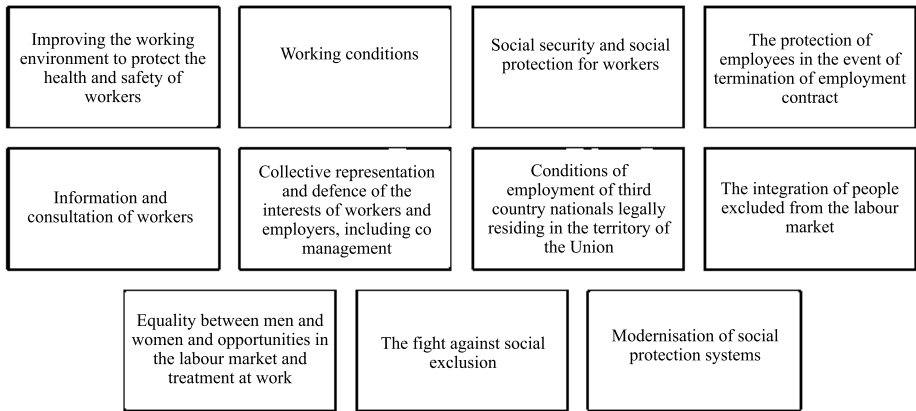 Improving the working
environment to protect the
health and safety of
workers
Working conditions
Social security and social
protection for workers
The protection of
employees in the event of
termination of employment
contract
Information and
consultation of workers
Collective representation
and defence of the
interests of workers and
employers, including co
management
Conditions of
employment of third
country nationals legally
residing in the territory of
the Union
The integration of people
excluded from the labour
market
Equality between men and
women and opportunities in
the labour market and
treatment at work
The fight against social
exclusion
Modernisation of social
protection systems